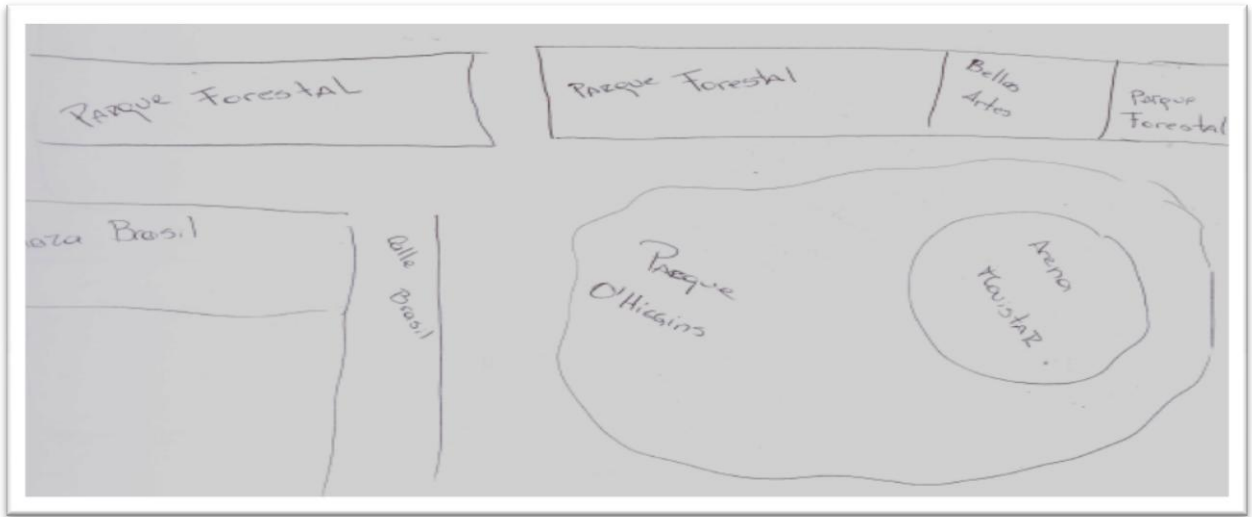 PARQUE FORESTAL
PARQUE Forestal
Bellas
Artes
Parque
Forestal
Brasil
Calle
Brasil
Parque
O'Higgins
Arena
MovistAR.